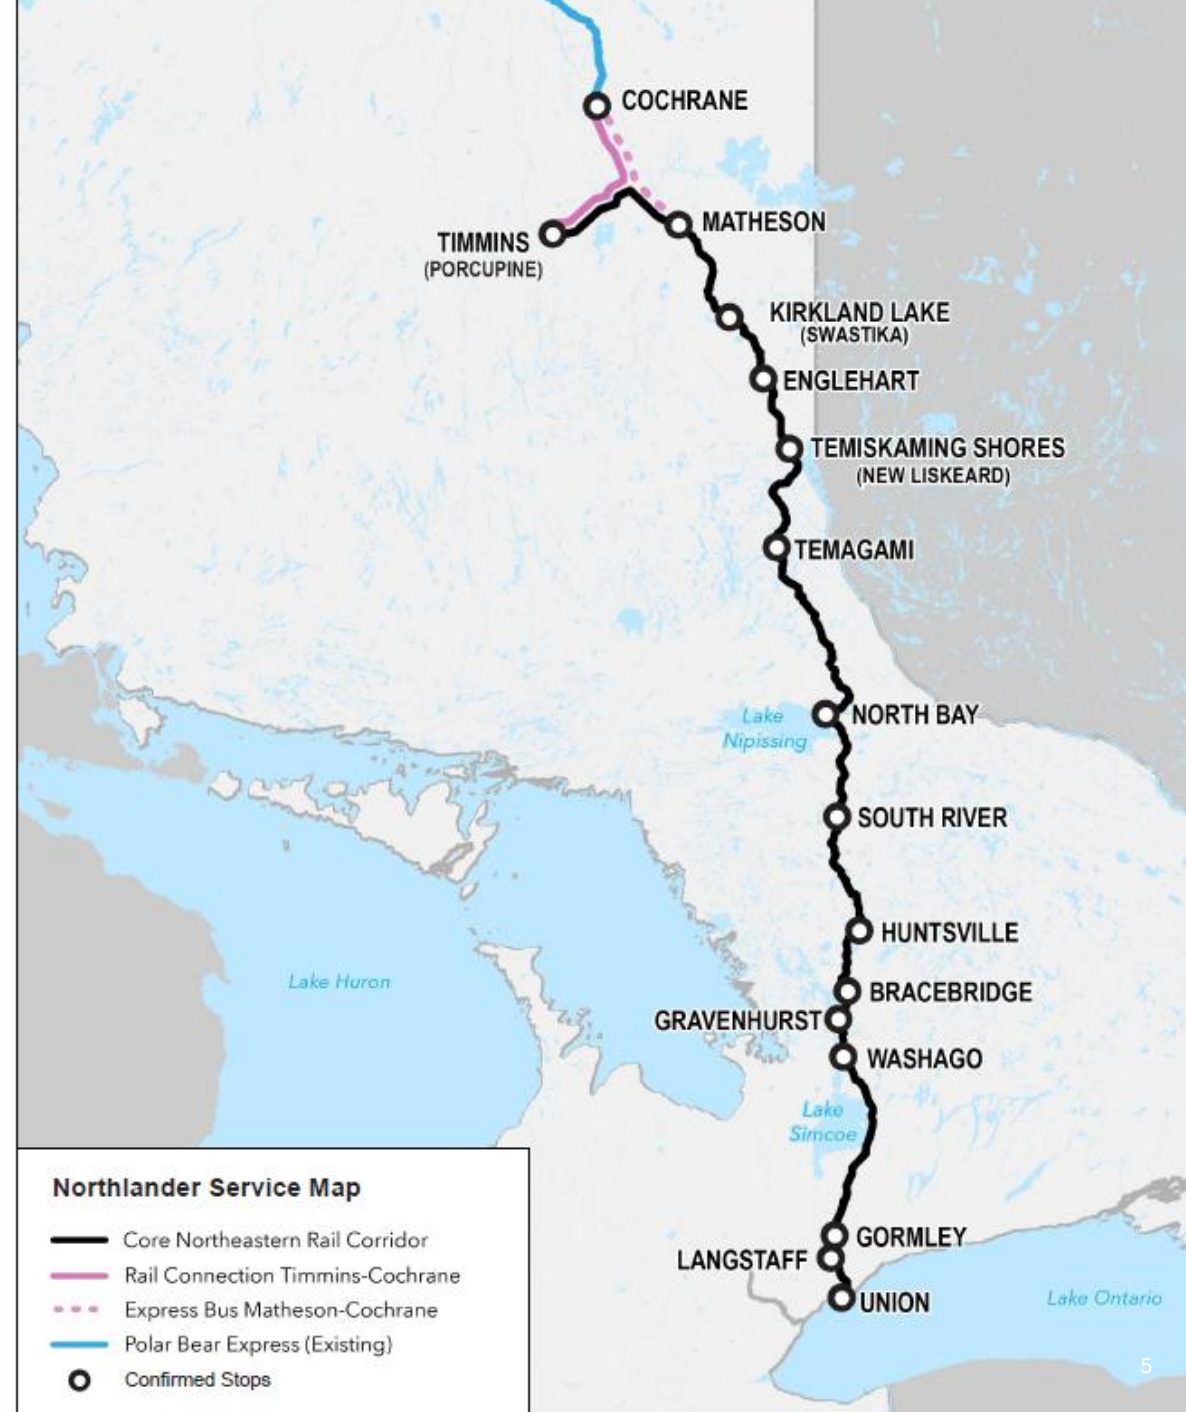 COCHRANE
MATHESON
TIMMINS
(PORCUPINE)
KIRKLAND LAKE
(SWASTIKA)
ENGLEHART
TEMISKAMING SHORES
(NEW LISKEARD)
TEMAGAMI
Lake
Nipissing
NORTH BAY
SOUTH RIVER
HUNTSVILLE
Lake Huron
BRACEBRIDGE
GRAVENHURST
WASHAGO
Lake
Simcoe
GORMLEY
LANGSTAFF
UNION
Lake Ontario
Northlander Service Map
Core Northeastern Rail Corridor
Rail Connection Timmins-Cochrane
Express Bus Matheson-Cochrane
Polar Bear Express (Existing)
Confirmed Stops
5